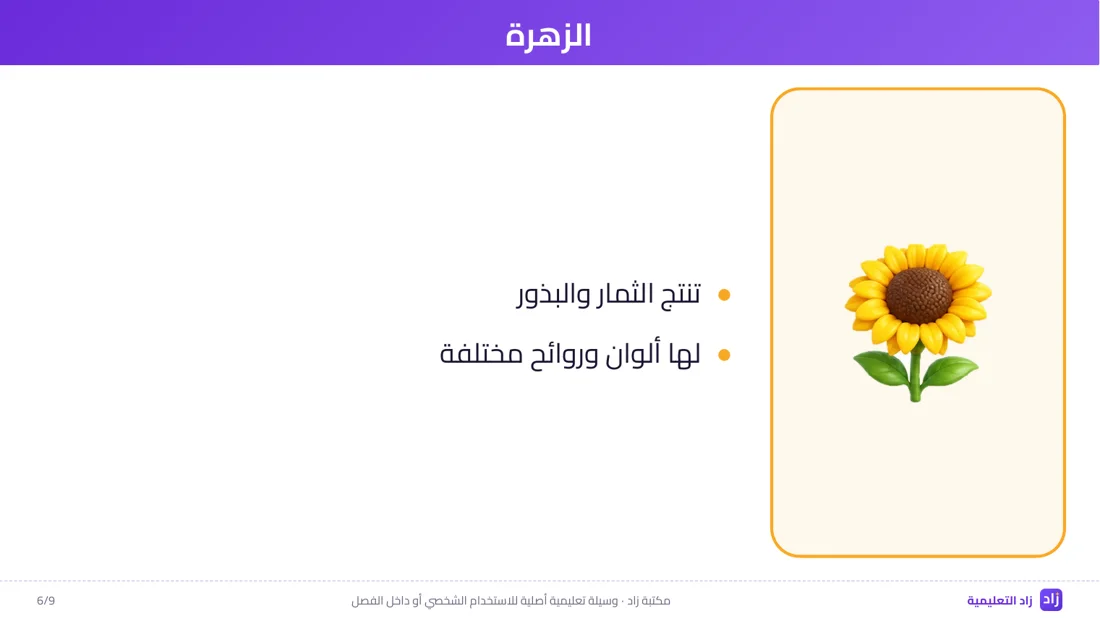 الزهرة
تنتج الثمار والبذور
لها ألوان وروائح مختلفة
زاد زاد التعليمية
مكتبة زاد · وسيلة تعليمية أصلية للاستخدام الشخصي أو داخل الفصل
6/9